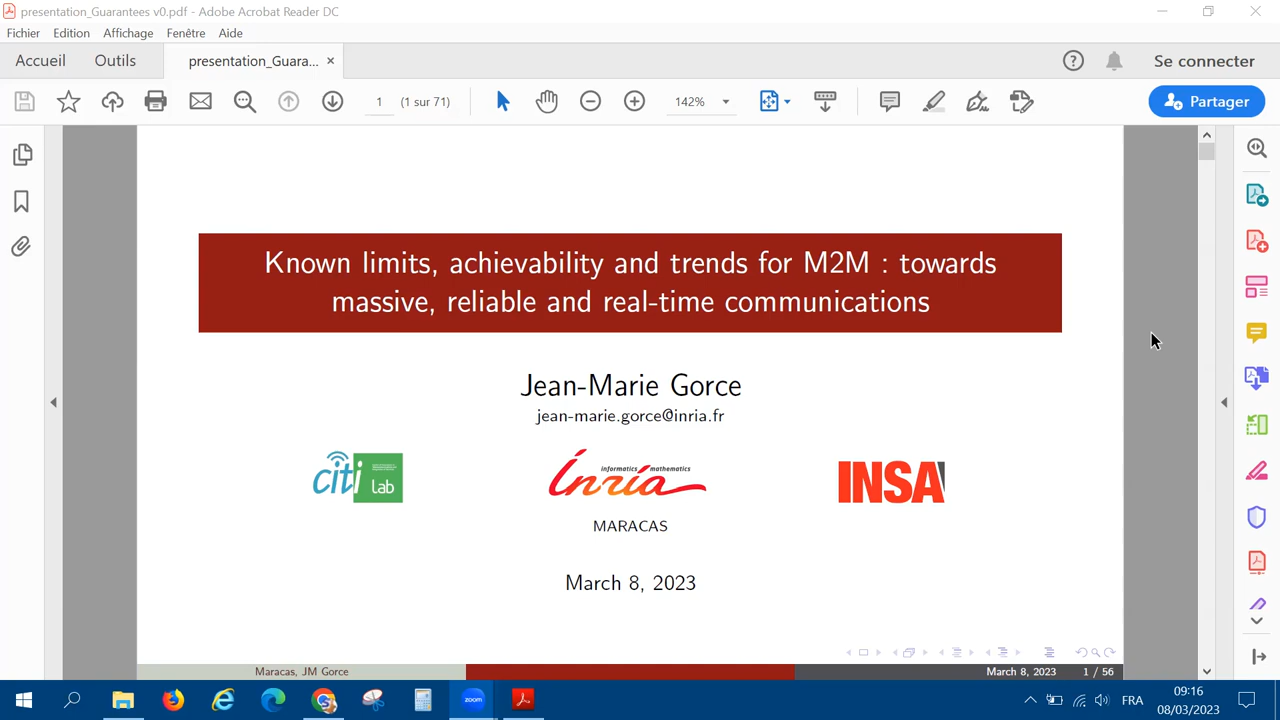 presentation_Guarantees v0.pdf - Adobe Acrobat Reader DC
Fichier Edition Affichage Fenêtre Aide
Accueil Outils presentation_Guara... × Se connecter
1 (1 sur 71) 142% Partager
Known limits, achievability and trends for M2M : towards
massive, reliable and real-time communications
Jean-Marie Gorce
jean-marie.gorce@inria.fr
citi lab
informatics mathematics
Inria
INSA
MARACAS
March 8, 2023
Maracas, JM Gorce March 8, 2023 1 / 56
zoom
FRA
09:16
08/03/2023